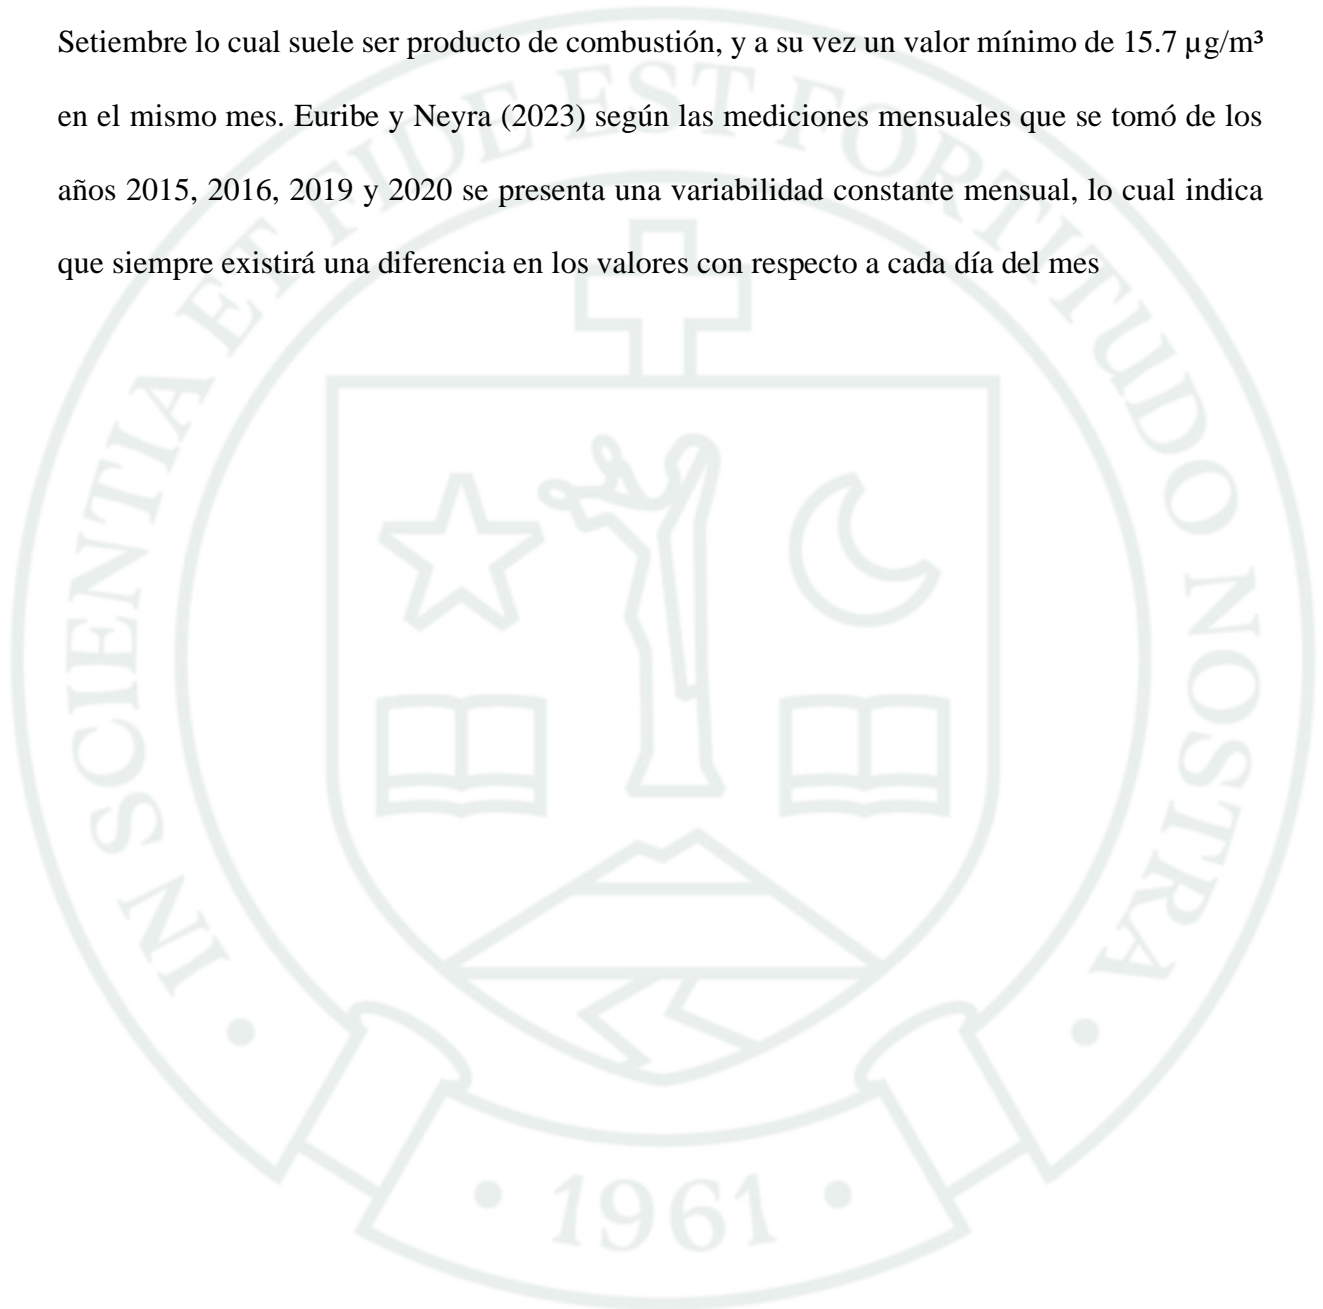 Setiembre lo cual suele ser producto de combustión, y a su vez un valor mínimo de 15.7 µg/m³
en el mismo mes. Euribe y Neyra (2023) según las mediciones mensuales que se tomó de los
años 2015, 2016, 2019 y 2020 se presenta una variabilidad constante mensual, lo cual indica
que siempre existirá una diferencia en los valores con respecto a cada día del mes
• IN SCIENTIA ET FIDE EST FORTITUDO NOSTRA •
• 1961 •